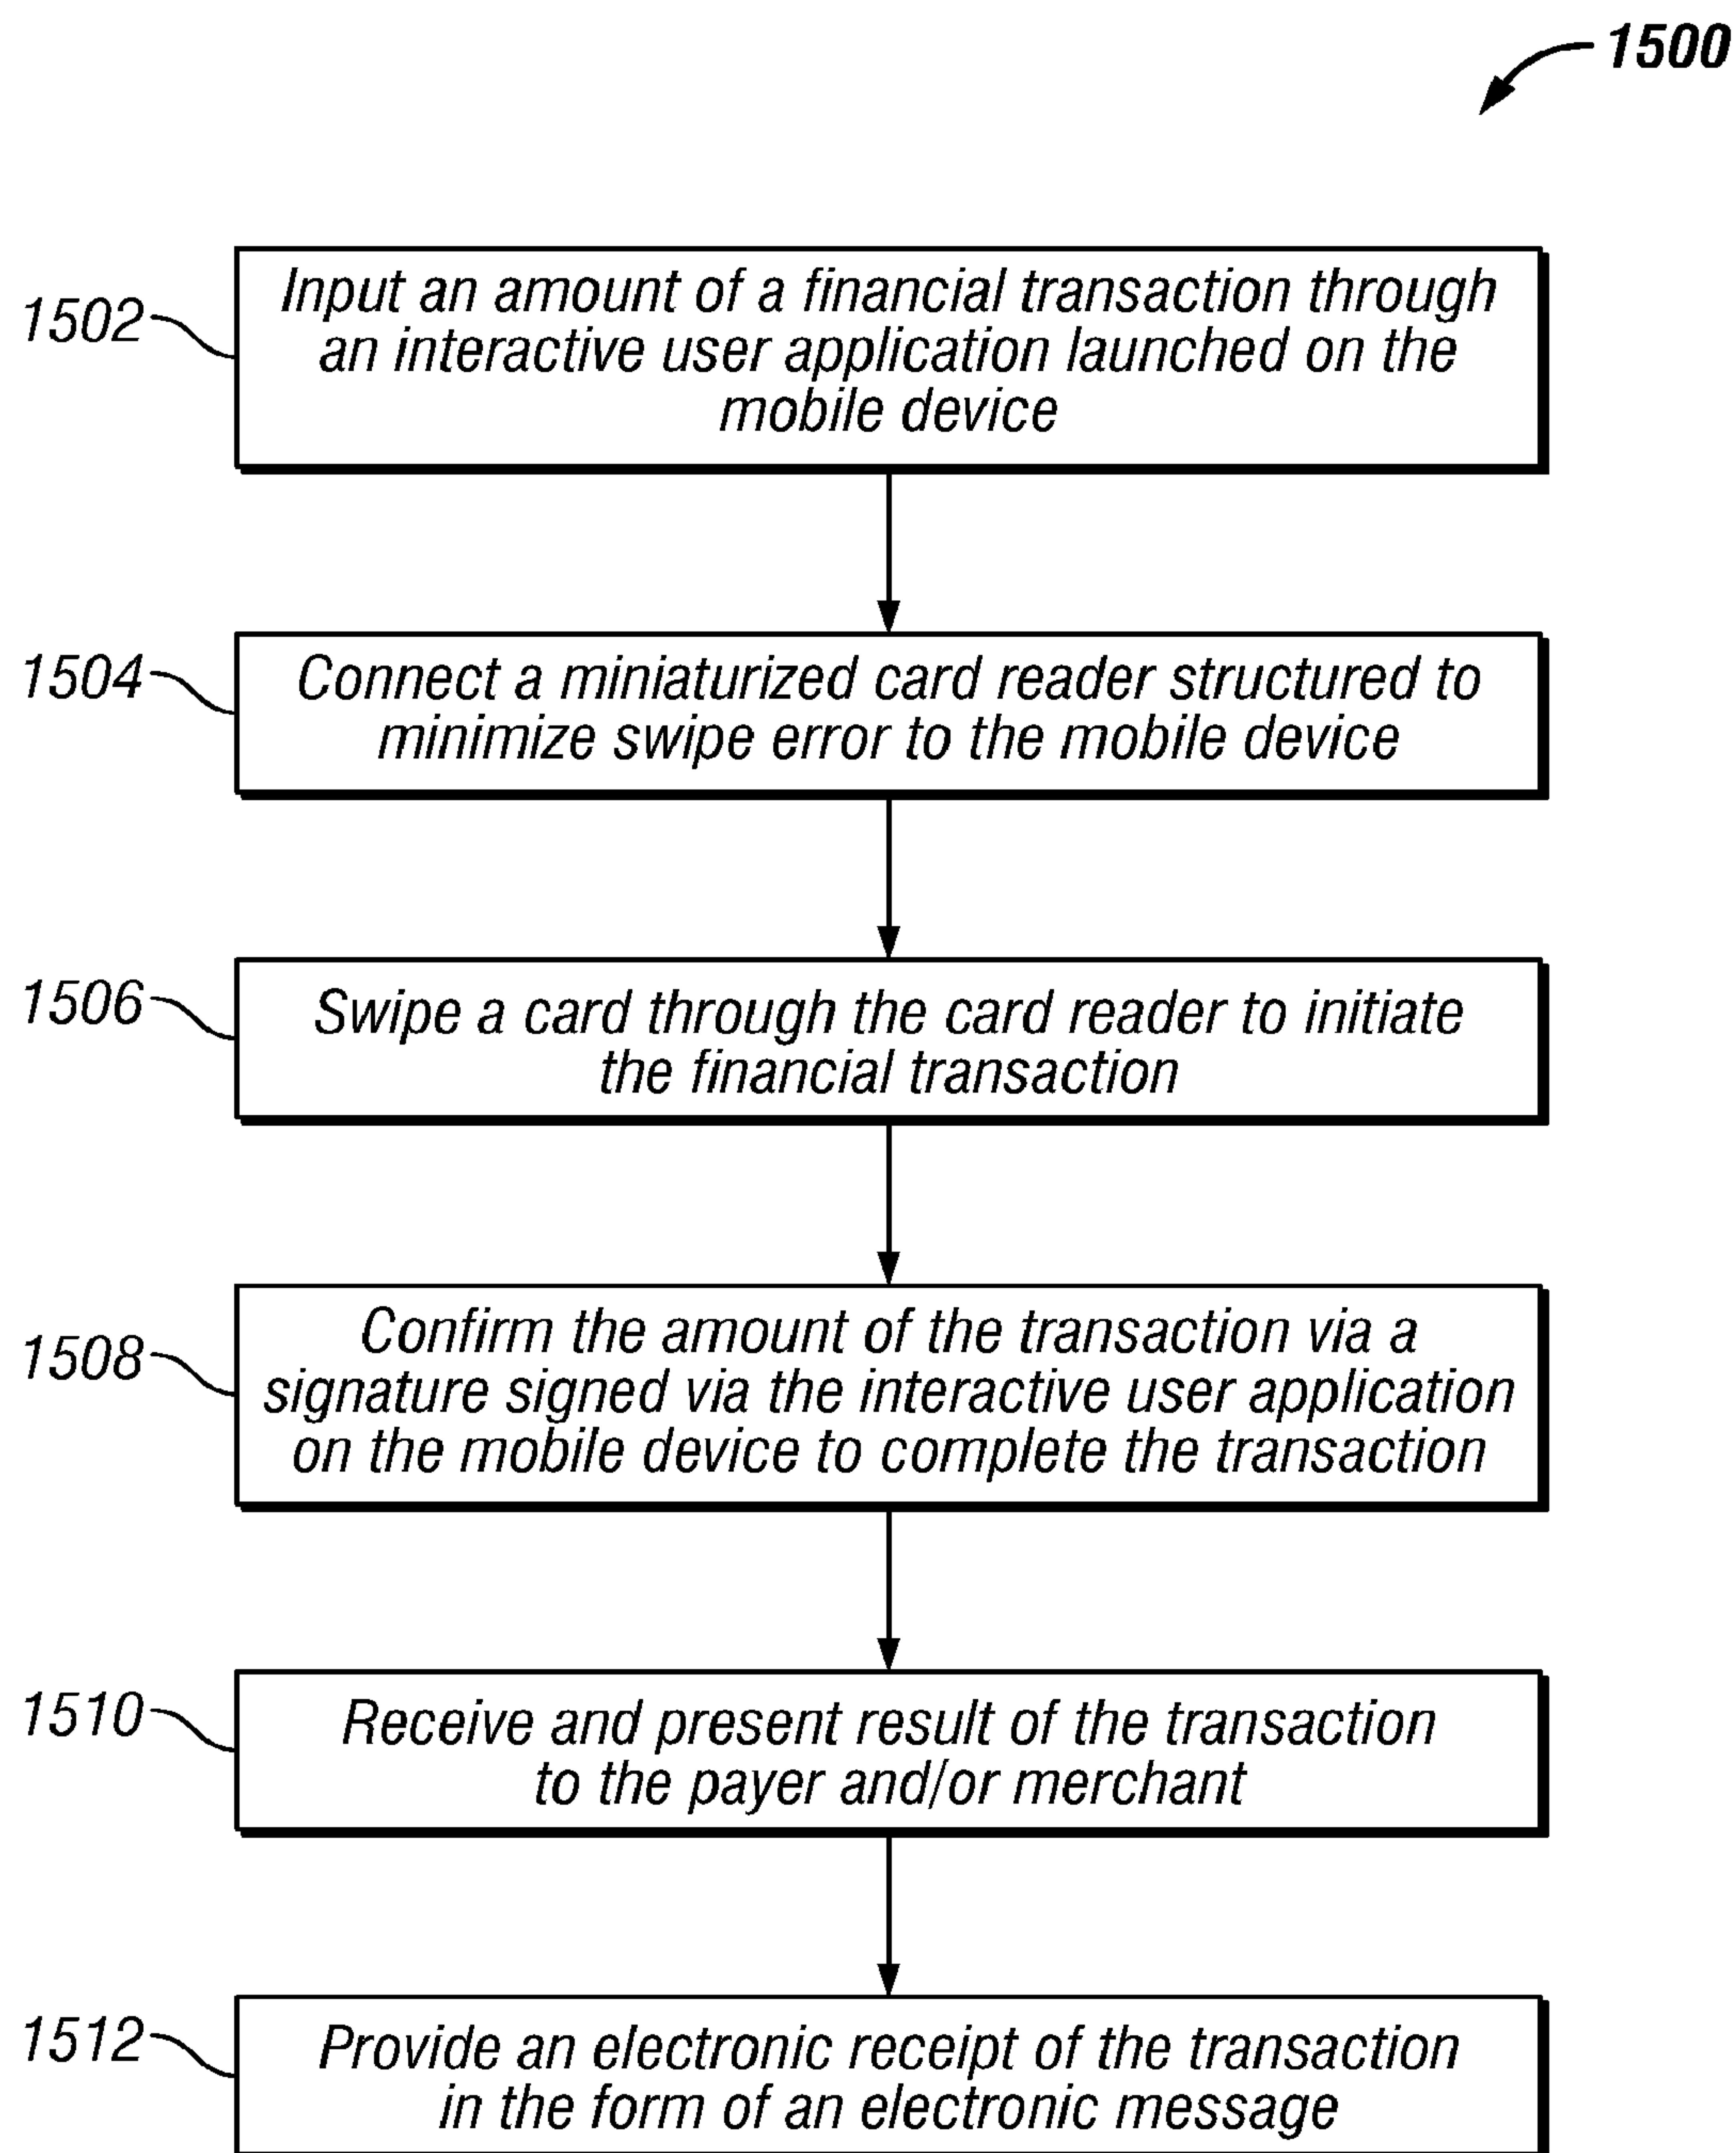 1500
1502
Input an amount of a financial transaction through
an interactive user application launched on the
mobile device
1504
Connect a miniaturized card reader structured to
minimize swipe error to the mobile device
1506
Swipe a card through the card reader to initiate
the financial transaction
1508
Confirm the amount of the transaction via a
signature signed via the interactive user application
on the mobile device to complete the transaction
1510
Receive and present result of the transaction
to the payer and/or merchant
1512
Provide an electronic receipt of the transaction
in the form of an electronic message